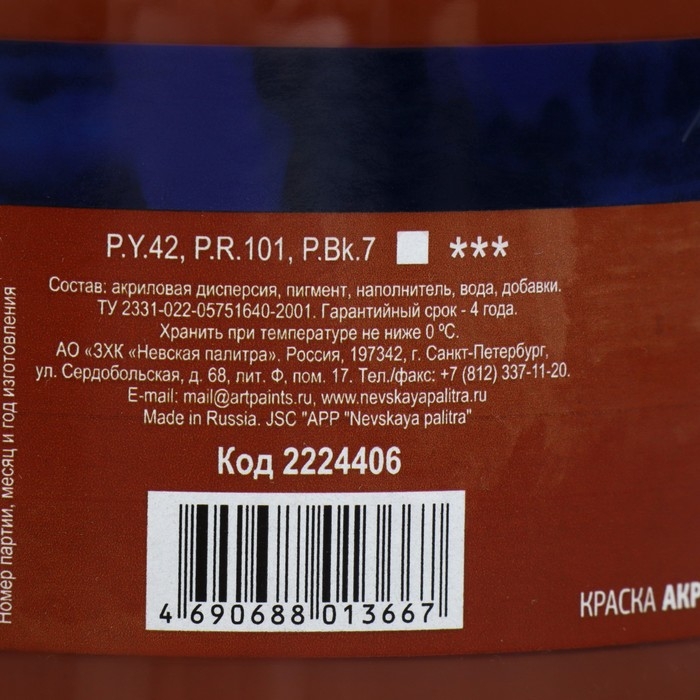 P.Y.42, P.R.101, P.Bk.7 ***
Состав: акриловая дисперсия, пигмент, наполнитель, вода, добавки.
ТУ 2331-022-05751640-2001. Гарантийный срок - 4 года.
Хранить при температуре не ниже 0 ºС.
АО «ЗХК «Невская палитра». Россия, 197342, г. Санкт-Петербург,
ул. Сердобольская, д. 68, лит. Ф, пом. 17. Тел./факс: +7 (812) 337-11-20.
E-mail: mail@artpaints.ru, www.nevskayapalitra.ru
Made in Russia. JSC "APP "Nevskaya palitra")
Код 2224406
4 690688 013667
Номер партии, месяц и год изготовления
КРАСКА АКР